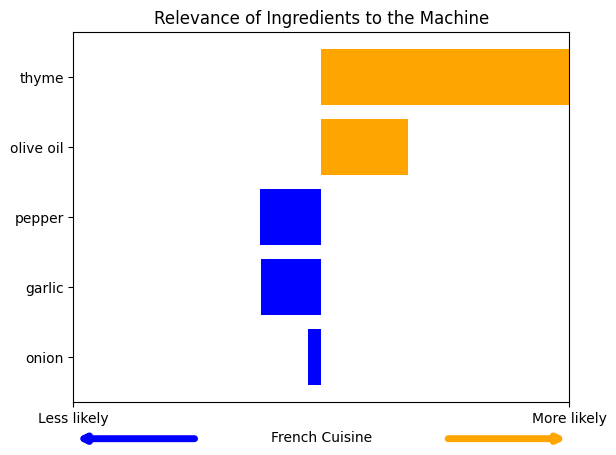 Relevance of Ingredients to the Machine
thyme
olive oil
pepper
garlic
onion
Less likely
More likely
French Cuisine